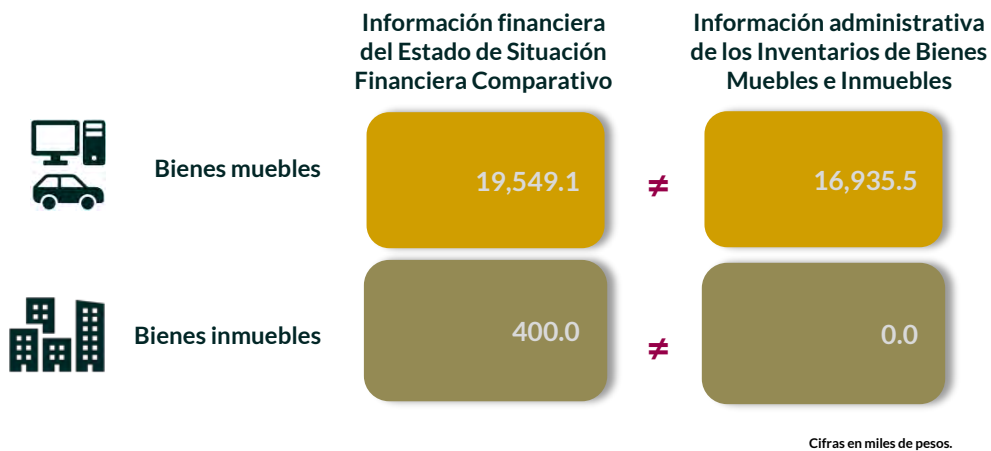 Información financiera
del Estado de Situación
Financiera Comparativo
Información administrativa
de los Inventarios de Bienes
Muebles e Inmuebles
Bienes muebles
19,549.1
≠
16,935.5
Bienes inmuebles
400.0
≠
0.0
Cifras en miles de pesos.